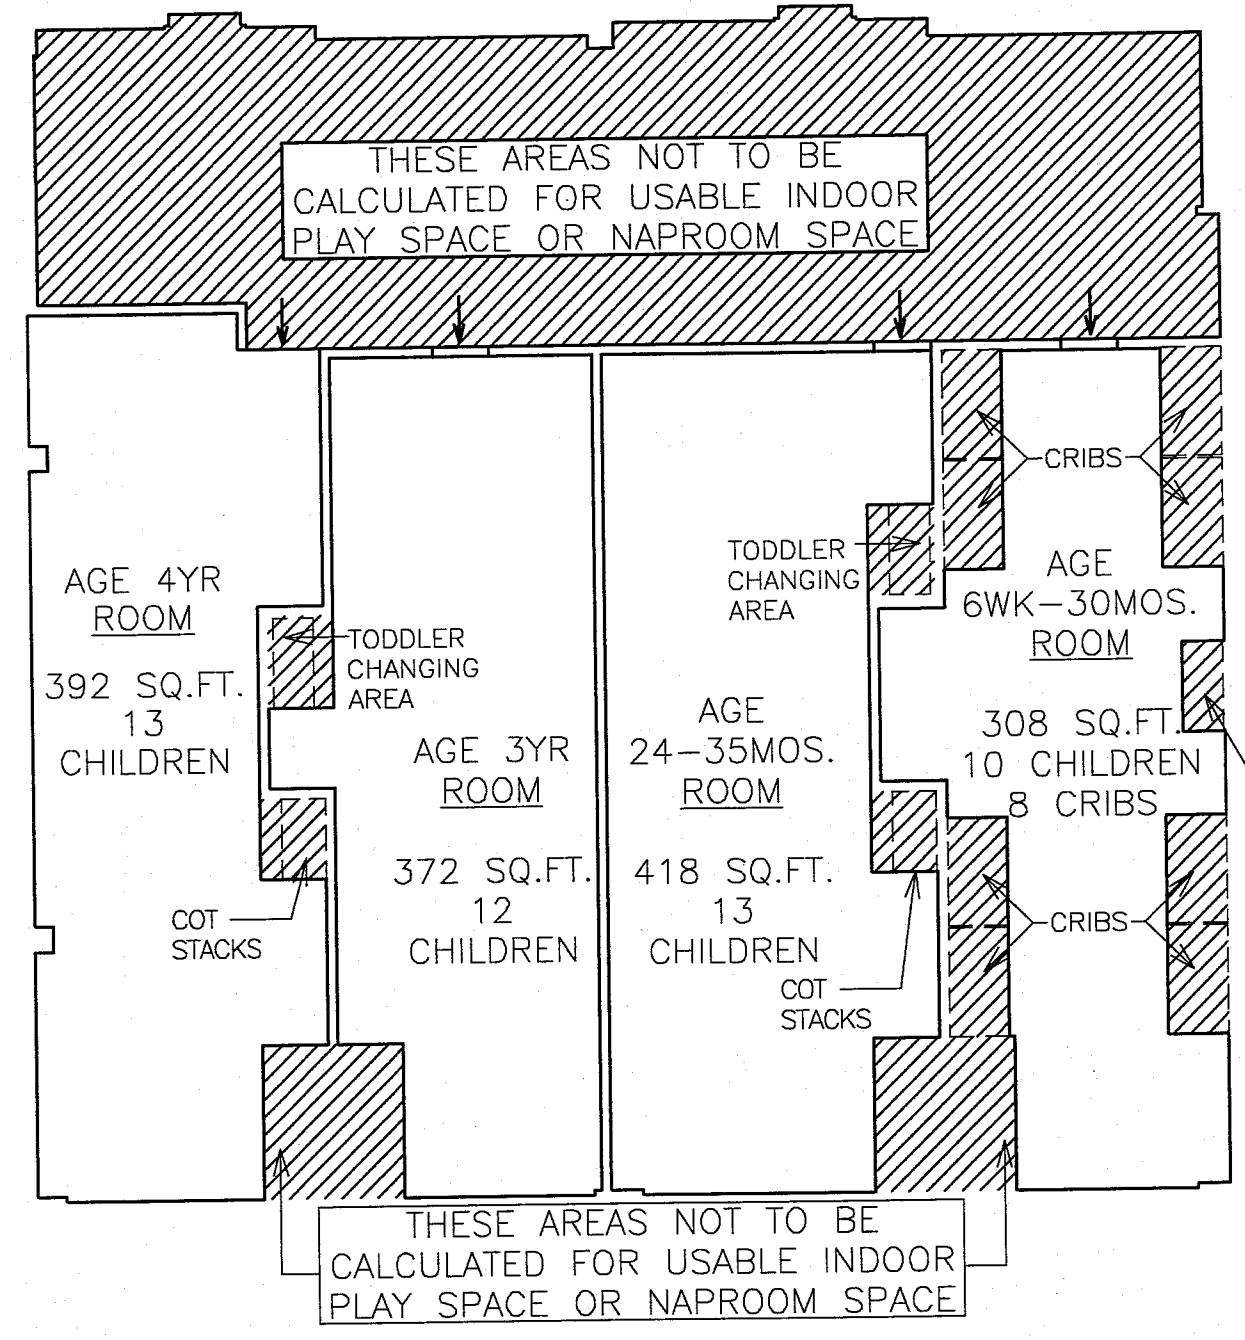 THESE AREAS NOT TO BE
CALCULATED FOR USABLE INDOOR
PLAY SPACE OR NAPROOM SPACE
AGE 4YR
ROOM
392 SQ.FT.
13
CHILDREN
TODDLER
CHANGING
AREA
COT
STACKS
AGE 3YR
ROOM
372 SQ.FT.
12
CHILDREN
AGE
24-35MOS.
ROOM
418 SQ.FT.
13
CHILDREN
TODDLER
CHANGING
AREA
COT
STACKS
CRIBS
AGE
6WK-30MOS.
ROOM
308 SQ.FT.
10 CHILDREN
8 CRIBS
CRIBS
THESE AREAS NOT TO BE
CALCULATED FOR USABLE INDOOR
PLAY SPACE OR NAPROOM SPACE